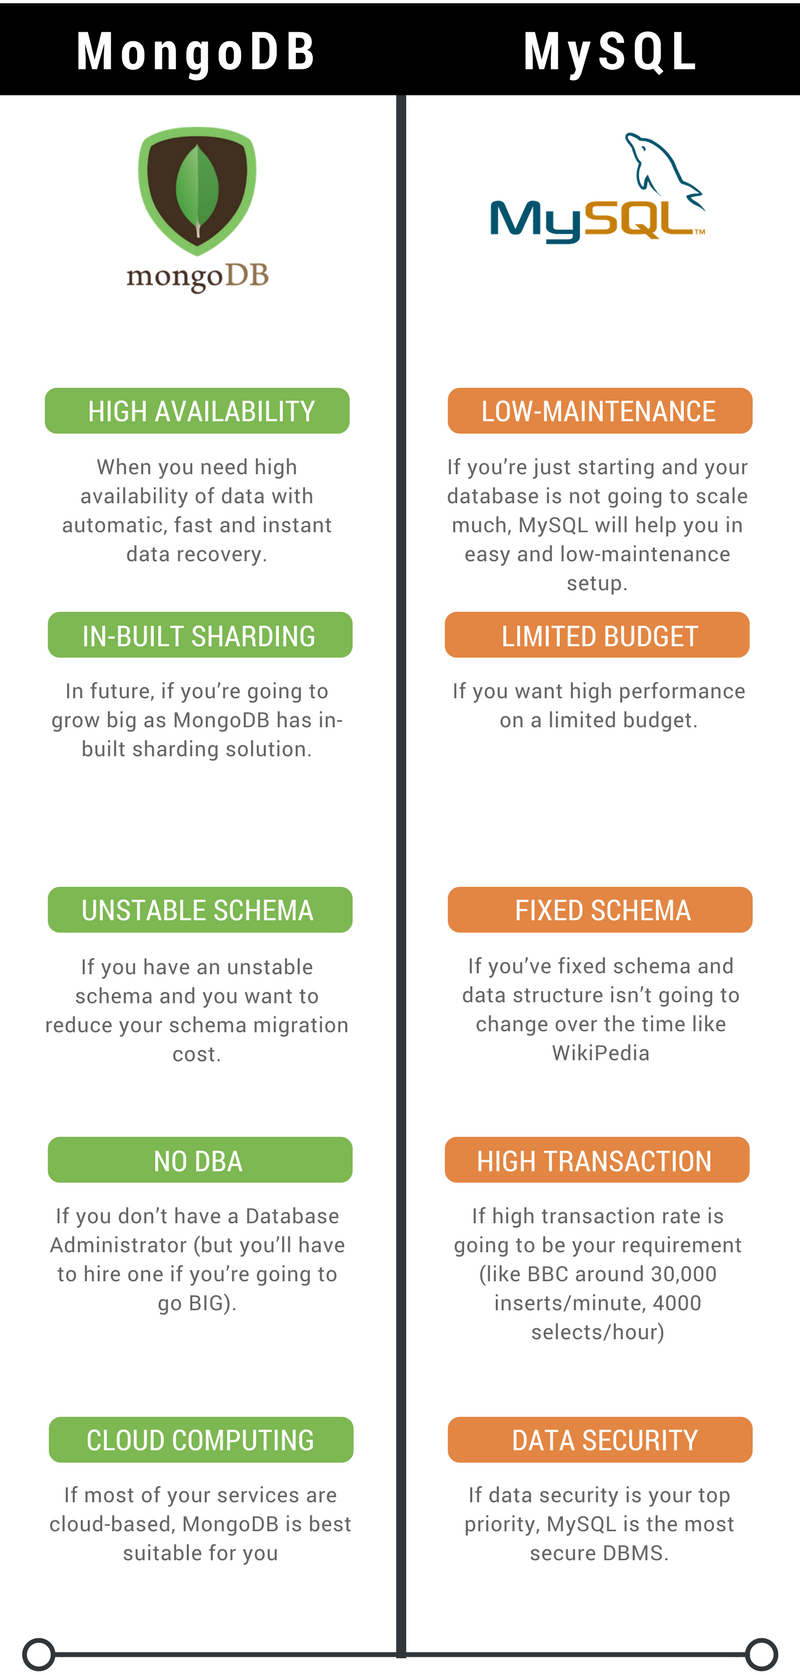 MongoDB
MySQL
mongoDB
MySQL™
HIGH AVAILABILITY
When you need high
availability of data with
automatic, fast and instant
data recovery.
IN-BUILT SHARDING
In future, if you’re going to
grow big as MongoDB has in-
built sharding solution.
UNSTABLE SCHEMA
If you have an unstable
schema and you want to
reduce your schema migration
cost.
NO DBA
If you don’t have a Database
Administrator (but you’ll have
to hire one if you’re going to
go BIG).
CLOUD COMPUTING
If most of your services are
cloud-based, MongoDB is best
suitable for you
LOW-MAINTENANCE
If you’re just starting and your
database is not going to scale
much, MySQL will help you in
easy and low-maintenance
setup.
LIMITED BUDGET
If you want high performance
on a limited budget.
FIXED SCHEMA
If you’ve fixed schema and
data structure isn’t going to
change over the time like
WikiPedia
HIGH TRANSACTION
If high transaction rate is
going to be your requirement
(like BBC around 30,000
inserts/minute, 4000
selects/hour)
DATA SECURITY
If data security is your top
priority, MySQL is the most
secure DBMS.